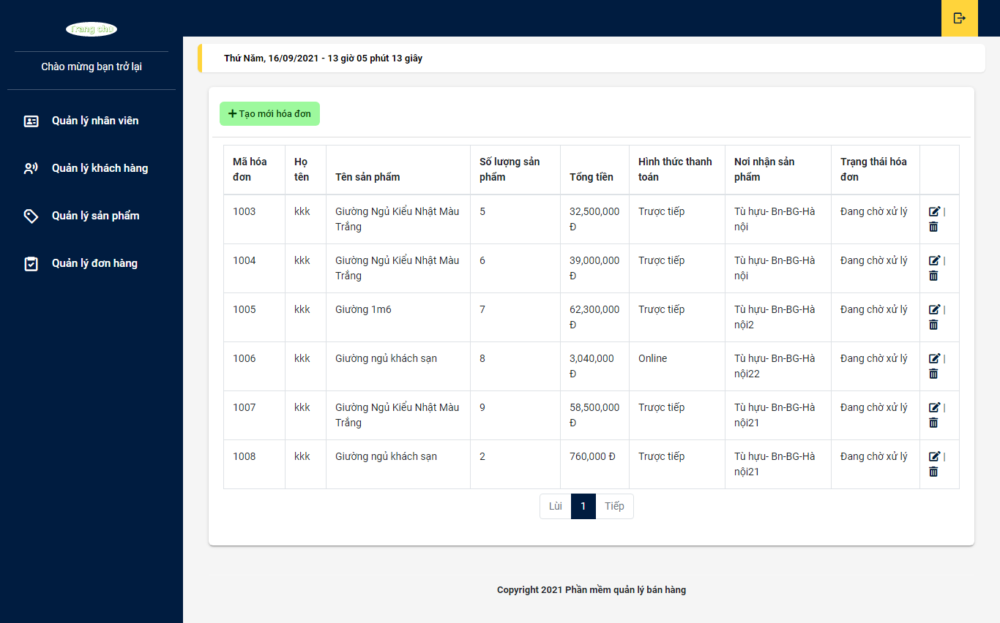 Trang chủ
Chào mừng bạn trở lại
Quản lý nhân viên
Quản lý khách hàng
Quản lý sản phẩm
Quản lý đơn hàng
Thứ Năm, 16/09/2021 - 13 giờ 05 phút 13 giây
Tạo mới hóa đơn
Mã hóa đơn | Họ tên | Tên sản phẩm | Số lượng sản phẩm | Tổng tiền | Hình thức thanh toán | Nơi nhận sản phẩm | Trạng thái hóa đơn
1003 kkk Giường Ngủ Kiểu Nhật Màu Trắng 5 32,500,000 Đ Trược tiếp Tù hựu- Bn-BG-Hà nội Đang chờ xử lý |
1004 kkk Giường Ngủ Kiểu Nhật Màu Trắng 6 39,000,000 Đ Trược tiếp Tù hựu- Bn-BG-Hà nội Đang chờ xử lý |
1005 kkk Giường 1m6 7 62,300,000 Đ Trược tiếp Tù hựu- Bn-BG-Hà nội2 Đang chờ xử lý |
1006 kkk Giường ngủ khách sạn 8 3,040,000 Đ Online Tù hựu- Bn-BG-Hà nội22 Đang chờ xử lý |
1007 kkk Giường Ngủ Kiểu Nhật Màu Trắng 9 58,500,000 Đ Trược tiếp Tù hựu- Bn-BG-Hà nội21 Đang chờ xử lý |
1008 kkk Giường ngủ khách sạn 2 760,000 Đ Trược tiếp Tù hựu- Bn-BG-Hà nội21 Đang chờ xử lý |
Lùi 1 Tiếp
Copyright 2021 Phần mềm quản lý bán hàng